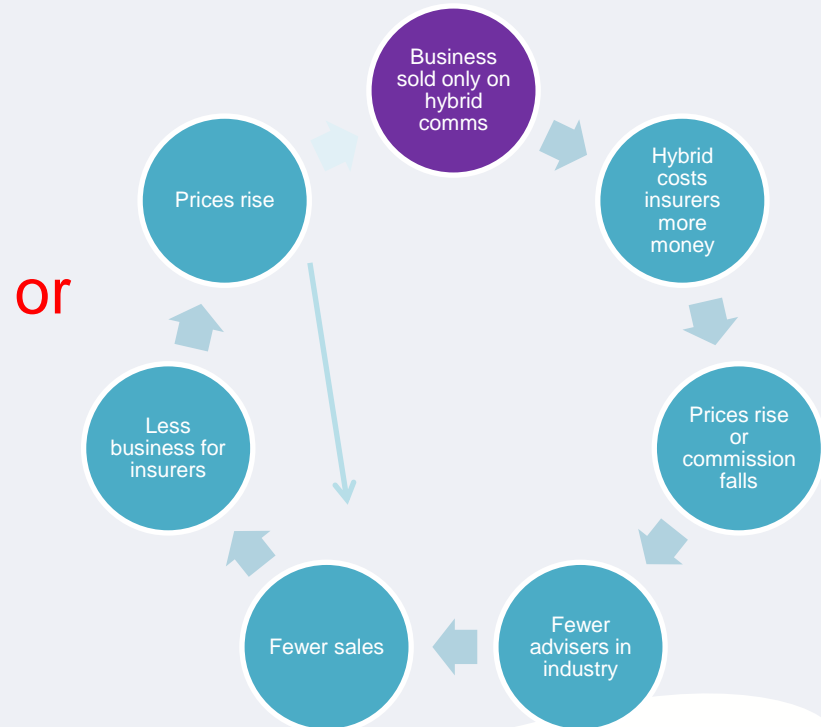 Business
sold only on
hybrid
comms
Hybrid
costs
insurers
more
money
Prices rise
or
commission
falls
Fewer
advisers in
industry
Fewer sales
Less
business for
insurers
Prices rise
or